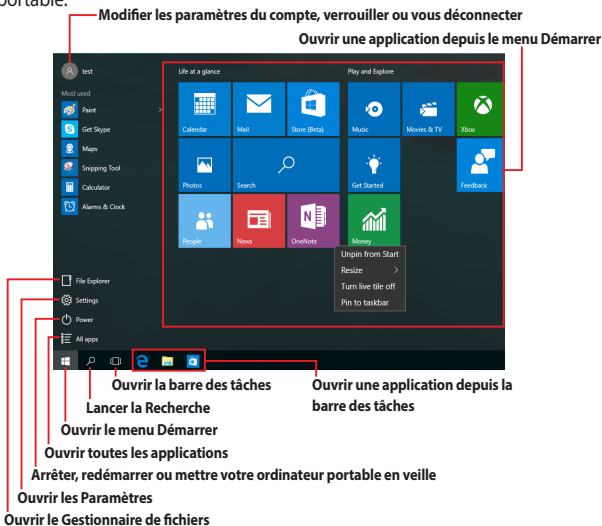 portable.
Modifier les paramètres du compte, verrouiller ou vous déconnecter
Ouvrir une application depuis le menu Démarrer
test
Life at a glance
Play and Explore
Most used
Paint
Get Skype
Maps
Snipping Tool
Calculator
Alarms & Clock
Calendar
Mail
Store (Beta)
Music
Movies & TV
Xbox
Photos
Search
Get Started
Feedback
People
News
OneNote
Money
Unpin from Start
Resize
Turn live tile off
Pin to taskbar
File Explorer
Settings
Power
All apps
Ouvrir la barre des tâches
Ouvrir une application depuis la
barre des tâches
Lancer la Recherche
Ouvrir le menu Démarrer
Ouvrir toutes les applications
Arrêter, redémarrer ou mettre votre ordinateur portable en veille
Ouvrir les Paramètres
Ouvrir le Gestionnaire de fichiers